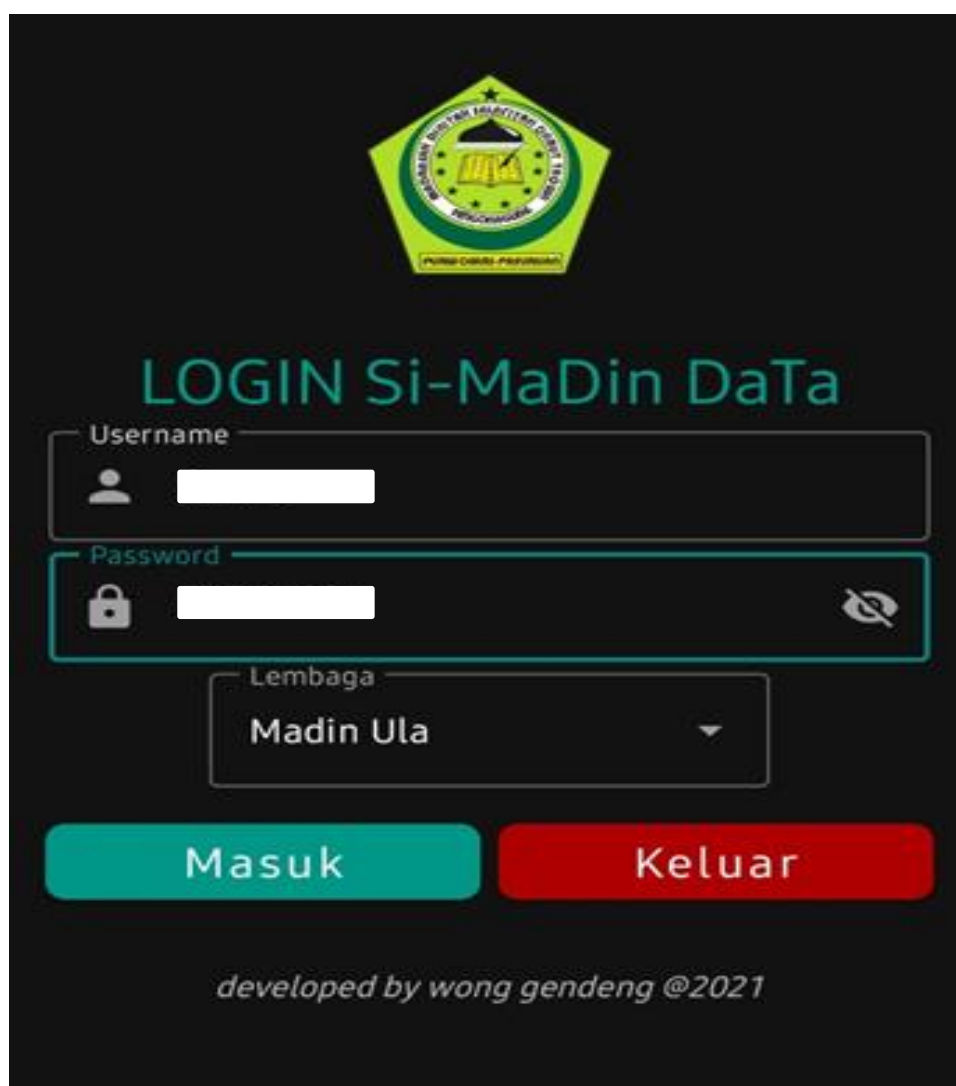 LOGIN Si-MaDin DaTa
Username
Password
Lembaga
Madin Ula
Masuk Keluar
developed by wong gendeng @2021